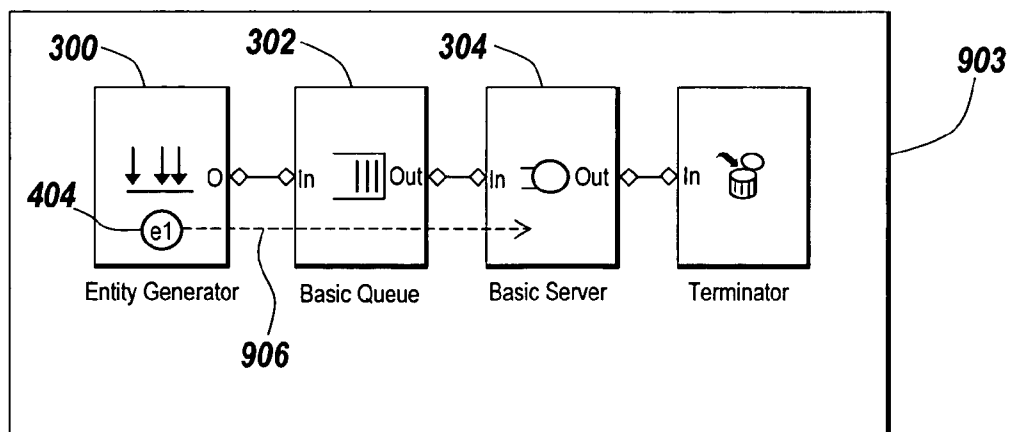 300
302
304
903
O
In
Out
In
Out
In
404
e1
Entity Generator
Basic Queue
Basic Server
Terminator
906